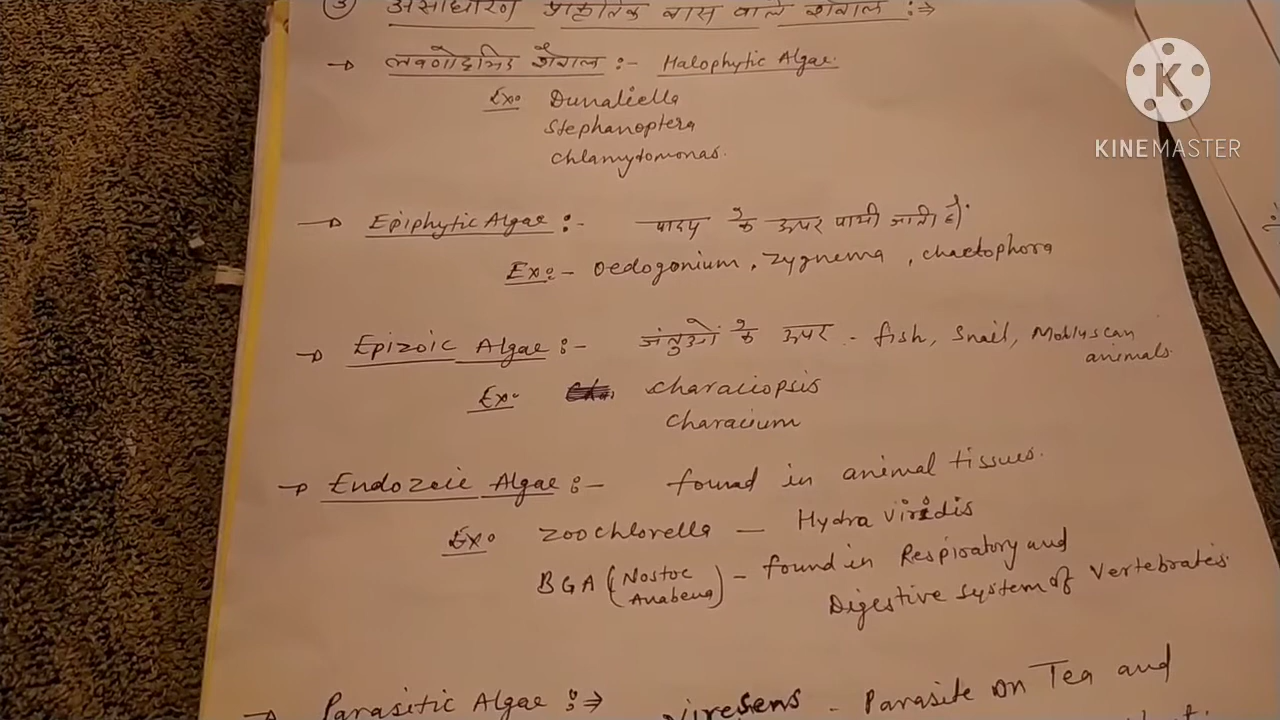 ③ असाधारण प्राकृतिक वास वाले शैवाल :⇒
→ लवणोद्भिद शैवाल :- Halophytic Algae.
Ex: Dunaliella
Stephanoptera
Chlamydomonas.
→ Epiphytic Algae :- पादप के ऊपर पायी जाती है.
Ex:- Oedogonium, Zygnema, Chaetophora
→ Epizoic Algae :- जंतुओं के ऊपर - fish, Snail, Molluscan
animals.
Ex. Characiopsis
Characium
→ Endozoic Algae :- found in animal tissues.
Ex: Zoochlorella — Hydra viridis
BGA (Nostoc Anabena) - found in Respiratory and
Digestive System of Vertebrates.
→ Parasitic Algae :⇒ viresens - Parasite on Tea and
K
KINEMASTER